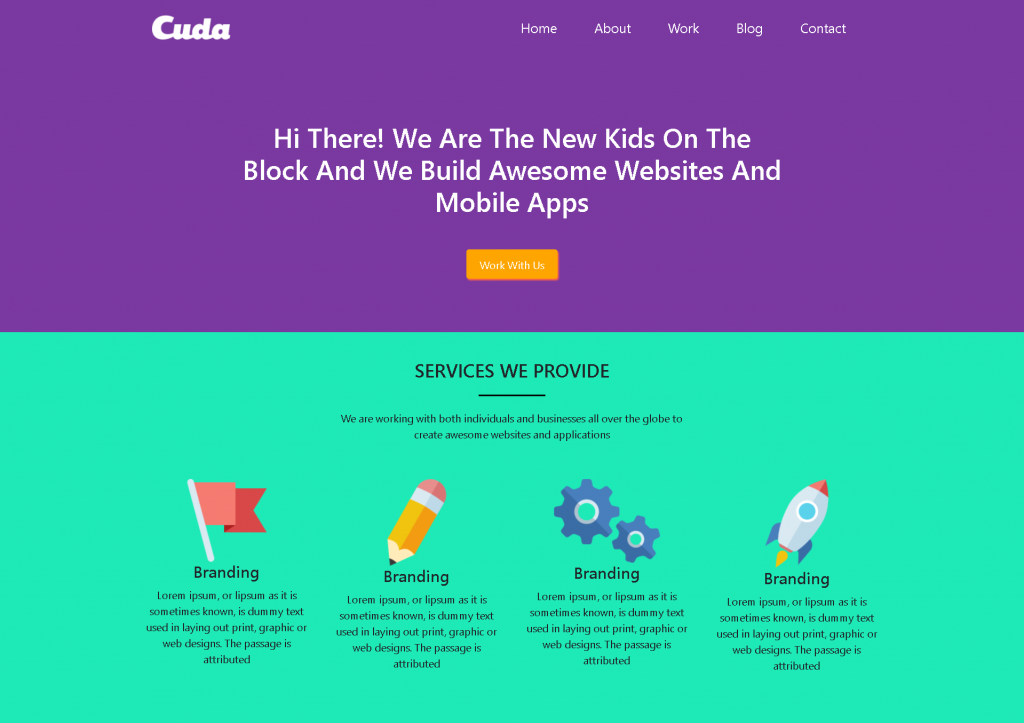 Cuda
Home About Work Blog Contact
Hi There! We Are The New Kids On The
Block And We Build Awesome Websites And
Mobile Apps
Work With Us
SERVICES WE PROVIDE
We are working with both individuals and businesses all over the globe to
create awesome websites and applications
Branding
Lorem ipsum, or lipsum as it is
sometimes known, is dummy text
used in laying out print, graphic or
web designs. The passage is
attributed
Branding
Lorem ipsum, or lipsum as it is
sometimes known, is dummy text
used in laying out print, graphic or
web designs. The passage is
attributed
Branding
Lorem ipsum, or lipsum as it is
sometimes known, is dummy text
used in laying out print, graphic or
web designs. The passage is
attributed
Branding
Lorem ipsum, or lipsum as it is
sometimes known, is dummy text
used in laying out print, graphic or
web designs. The passage is
attributed